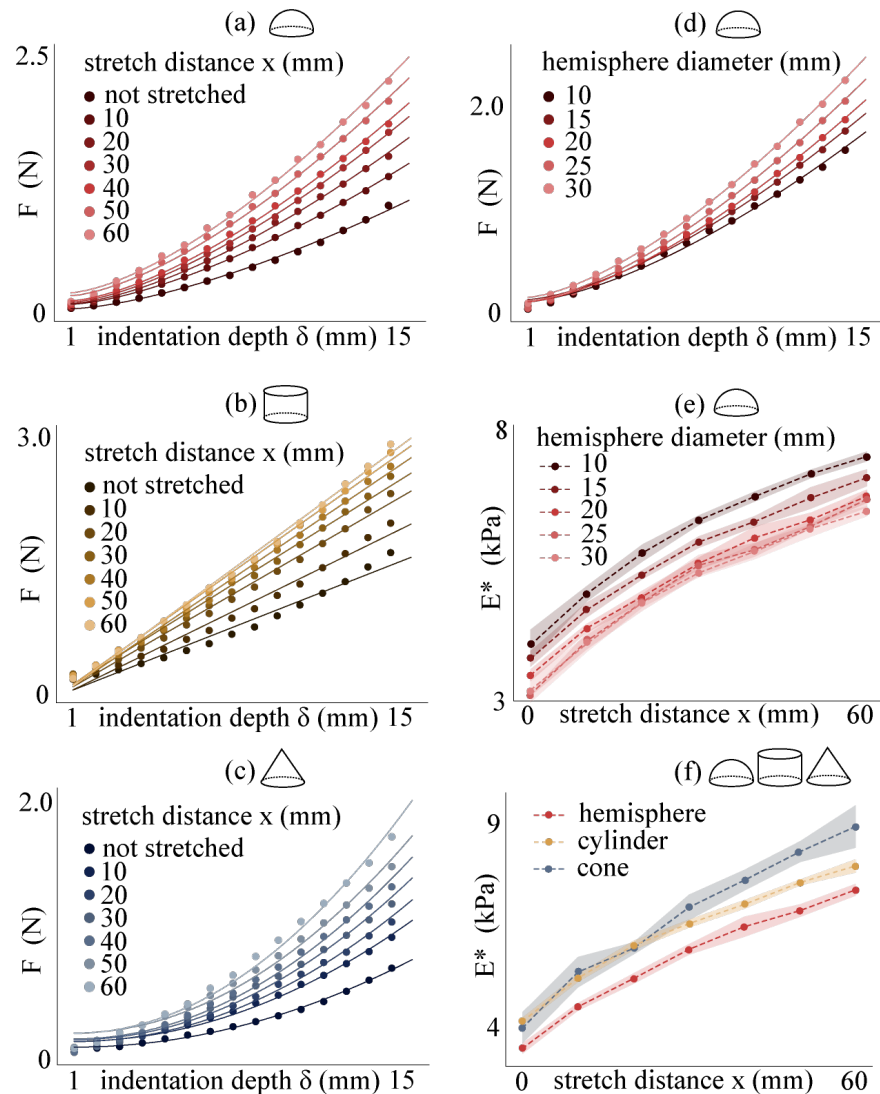 (a)
2.5
stretch distance x (mm)
not stretched
10
20
30
40
50
60
F (N)
0
1 indentation depth δ (mm) 15
(d)
hemisphere diameter (mm)
2.0
10
15
20
25
30
F (N)
0
1 indentation depth δ (mm) 15
(b)
3.0
stretch distance x (mm)
not stretched
10
20
30
40
50
60
F (N)
0
1 indentation depth δ (mm) 15
(e)
8
hemisphere diameter (mm)
10
15
20
25
30
E* (kPa)
3
0 stretch distance x (mm) 60
(c)
2.0
stretch distance x (mm)
not stretched
10
20
30
40
50
60
F (N)
0
1 indentation depth δ (mm) 15
(f)
9
hemisphere
cylinder
cone
E* (kPa)
4
0 stretch distance x (mm) 60